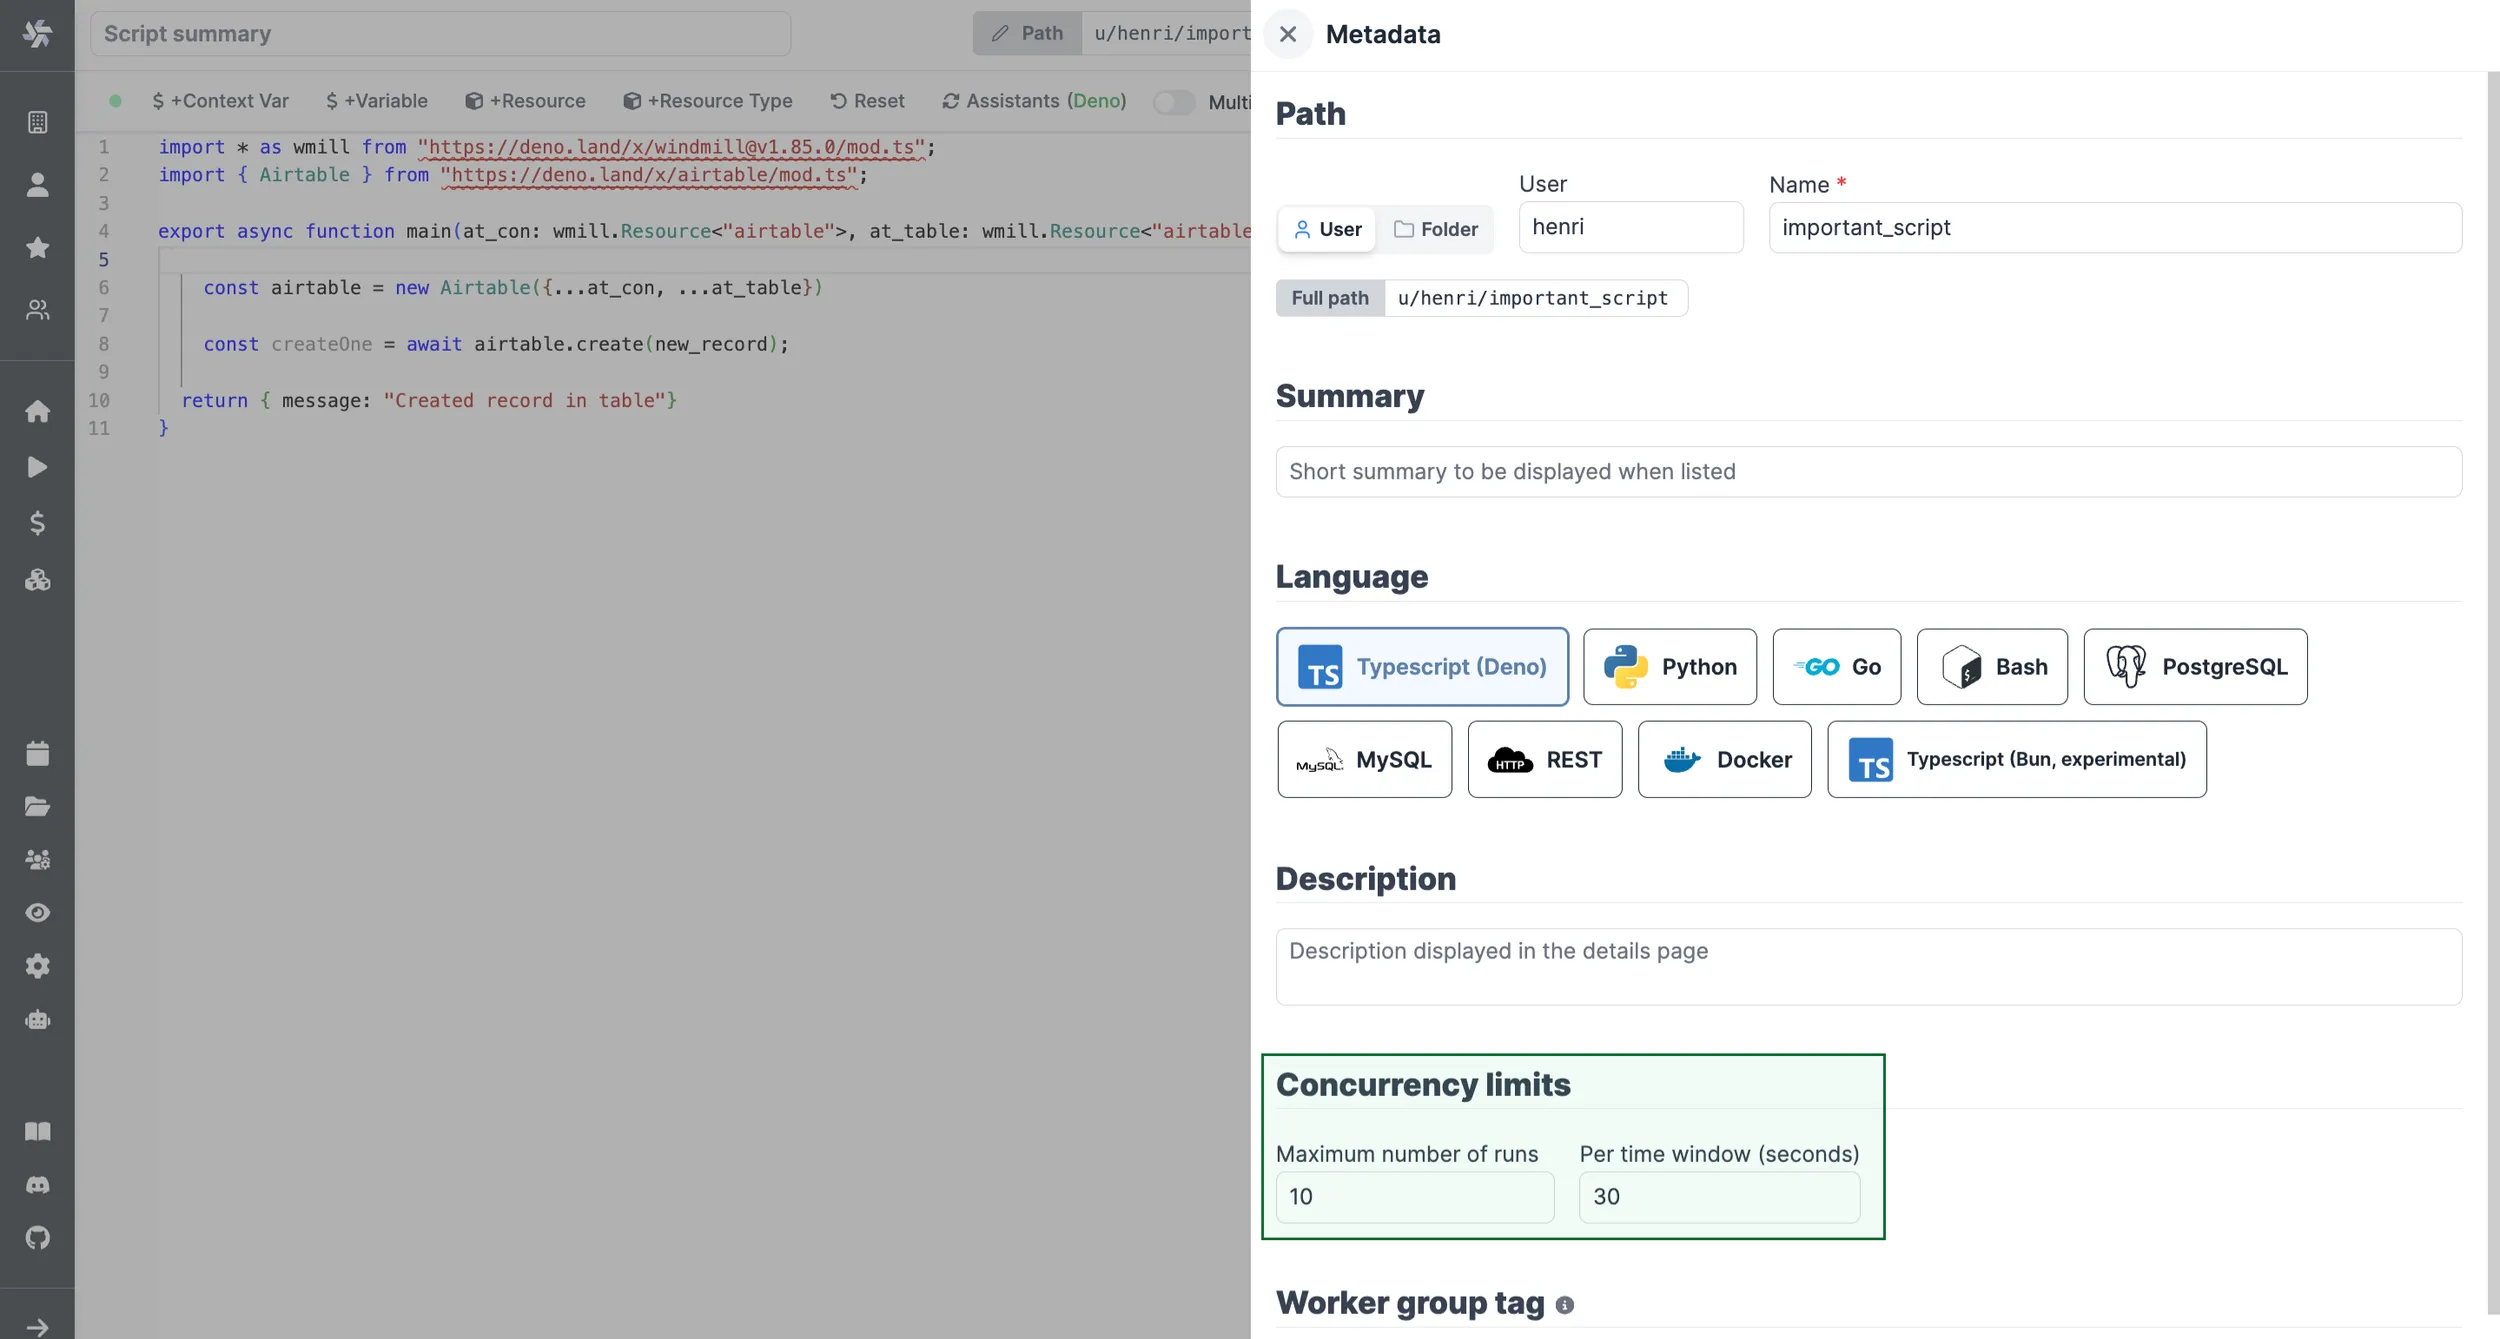 Script summary
Path u/henri/import
$ +Context Var $ +Variable +Resource +Resource Type Reset Assistants (Deno) Multi
1 import * as wmill from "https://deno.land/x/windmill@v1.85.0/mod.ts";
2 import { Airtable } from "https://deno.land/x/airtable/mod.ts";
3
4 export async function main(at_con: wmill.Resource<"airtable">, at_table: wmill.Resource<"airtable
5
6 const airtable = new Airtable({...at_con, ...at_table})
7
8 const createOne = await airtable.create(new_record);
9
10 return { message: "Created record in table"}
11 }
Metadata
Path
User Name *
User Folder henri important_script
Full path u/henri/important_script
Summary
Short summary to be displayed when listed
Language
TS Typescript (Deno) Python GO Go $ Bash PostgreSQL
MySQL MySQL HTTP REST Docker TS Typescript (Bun, experimental)
Description
Description displayed in the details page
Concurrency limits
Maximum number of runs Per time window (seconds)
10 30
Worker group tag i